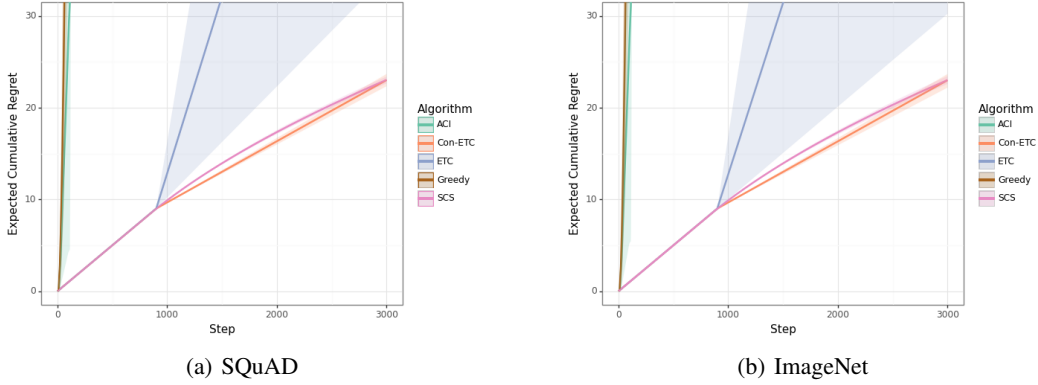 Expected Cumulative Regret
30
20
10
0
0 1000 2000 3000
Step
Algorithm
ACI
Con-ETC
ETC
Greedy
SCS
(a) SQuAD
Expected Cumulative Regret
30
20
10
0
0 1000 2000 3000
Step
Algorithm
ACI
Con-ETC
ETC
Greedy
SCS
(b) ImageNet